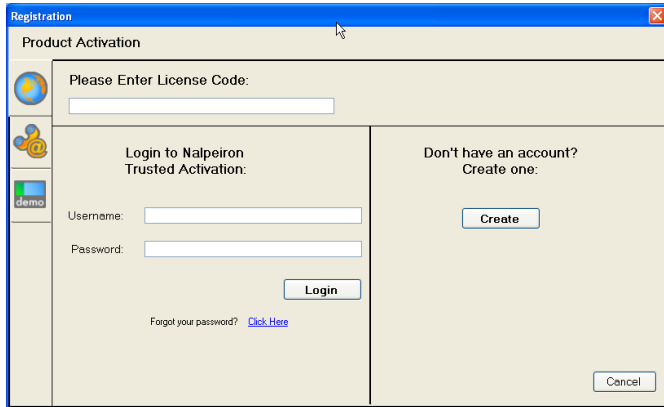 Registration
Product Activation
Please Enter License Code:
demo
Login to Nalpeiron
Trusted Activation:
Username:
Password:
Login
Forgot your password? Click Here
Don't have an account?
Create one:
Create
Cancel